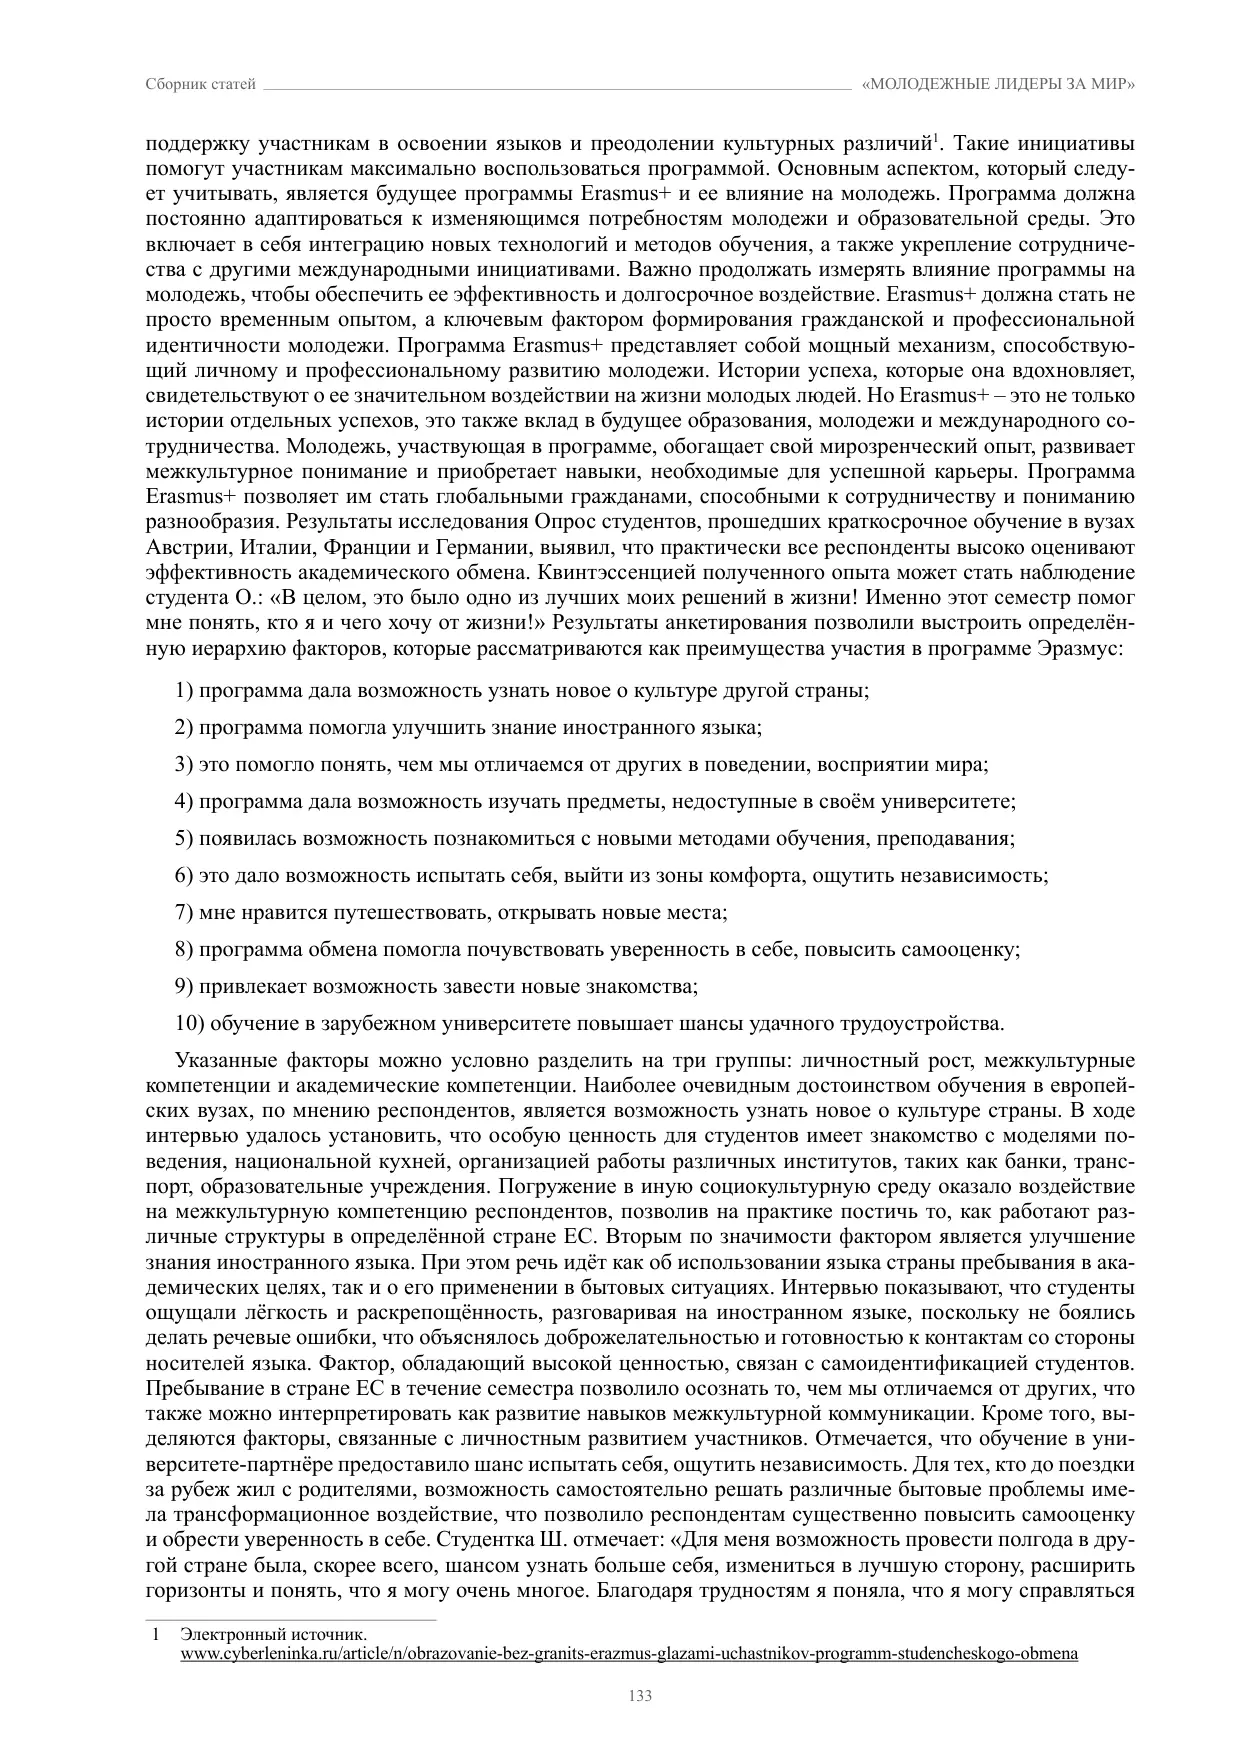 Сборник статей «МОЛОДЕЖНЫЕ ЛИДЕРЫ ЗА МИР»
поддержку участникам в освоении языков и преодолении культурных различий1. Такие инициативы
помогут участникам максимально воспользоваться программой. Основным аспектом, который следу-
ет учитывать, является будущее программы Erasmus+ и ее влияние на молодежь. Программа должна
постоянно адаптироваться к изменяющимся потребностям молодежи и образовательной среды. Это
включает в себя интеграцию новых технологий и методов обучения, а также укрепление сотрудниче-
ства с другими международными инициативами. Важно продолжать измерять влияние программы на
молодежь, чтобы обеспечить ее эффективность и долгосрочное воздействие. Erasmus+ должна стать не
просто временным опытом, а ключевым фактором формирования гражданской и профессиональной
идентичности молодежи. Программа Erasmus+ представляет собой мощный механизм, способствую-
щий личному и профессиональному развитию молодежи. Истории успеха, которые она вдохновляет,
свидетельствуют о ее значительном воздействии на жизни молодых людей. Но Erasmus+ – это не только
истории отдельных успехов, это также вклад в будущее образования, молодежи и международного со-
трудничества. Молодежь, участвующая в программе, обогащает свой мирозренческий опыт, развивает
межкультурное понимание и приобретает навыки, необходимые для успешной карьеры. Программа
Erasmus+ позволяет им стать глобальными гражданами, способными к сотрудничеству и пониманию
разнообразия. Результаты исследования Опрос студентов, прошедших краткосрочное обучение в вузах
Австрии, Италии, Франции и Германии, выявил, что практически все респонденты высоко оценивают
эффективность академического обмена. Квинтэссенцией полученного опыта может стать наблюдение
студента О.: «В целом, это было одно из лучших моих решений в жизни! Именно этот семестр помог
мне понять, кто я и чего хочу от жизни!» Результаты анкетирования позволили выстроить определён-
ную иерархию факторов, которые рассматриваются как преимущества участия в программе Эразмус:
1) программа дала возможность узнать новое о культуре другой страны;
2) программа помогла улучшить знание иностранного языка;
3) это помогло понять, чем мы отличаемся от других в поведении, восприятии мира;
4) программа дала возможность изучать предметы, недоступные в своём университете;
5) появилась возможность познакомиться с новыми методами обучения, преподавания;
6) это дало возможность испытать себя, выйти из зоны комфорта, ощутить независимость;
7) мне нравится путешествовать, открывать новые места;
8) программа обмена помогла почувствовать уверенность в себе, повысить самооценку;
9) привлекает возможность завести новые знакомства;
10) обучение в зарубежном университете повышает шансы удачного трудоустройства.
Указанные факторы можно условно разделить на три группы: личностный рост, межкультурные
компетенции и академические компетенции. Наиболее очевидным достоинством обучения в европей-
ских вузах, по мнению респондентов, является возможность узнать новое о культуре страны. В ходе
интервью удалось установить, что особую ценность для студентов имеет знакомство с моделями по-
ведения, национальной кухней, организацией работы различных институтов, таких как банки, транс-
порт, образовательные учреждения. Погружение в иную социокультурную среду оказало воздействие
на межкультурную компетенцию респондентов, позволив на практике постичь то, как работают раз-
личные структуры в определённой стране ЕС. Вторым по значимости фактором является улучшение
знания иностранного языка. При этом речь идёт как об использовании языка страны пребывания в ака-
демических целях, так и о его применении в бытовых ситуациях. Интервью показывают, что студенты
ощущали лёгкость и раскрепощённость, разговаривая на иностранном языке, поскольку не боялись
делать речевые ошибки, что объяснялось доброжелательностью и готовностью к контактам со стороны
носителей языка. Фактор, обладающий высокой ценностью, связан с самоидентификацией студентов.
Пребывание в стране ЕС в течение семестра позволило осознать то, чем мы отличаемся от других, что
также можно интерпретировать как развитие навыков межкультурной коммуникации. Кроме того, вы-
деляются факторы, связанные с личностным развитием участников. Отмечается, что обучение в уни-
верситете-партнёре предоставило шанс испытать себя, ощутить независимость. Для тех, кто до поездки
за рубеж жил с родителями, возможность самостоятельно решать различные бытовые проблемы име-
ла трансформационное воздействие, что позволило респондентам существенно повысить самооценку
и обрести уверенность в себе. Студентка Ш. отмечает: «Для меня возможность провести полгода в дру-
гой стране была, скорее всего, шансом узнать больше себя, измениться в лучшую сторону, расширить
горизонты и понять, что я могу очень многое. Благодаря трудностям я поняла, что я могу справляться
1 Электронный источник.
www.cyberleninka.ru/article/n/obrazovanie-bez-granits-erazmus-glazami-uchastnikov-programm-studencheskogo-obmena
133